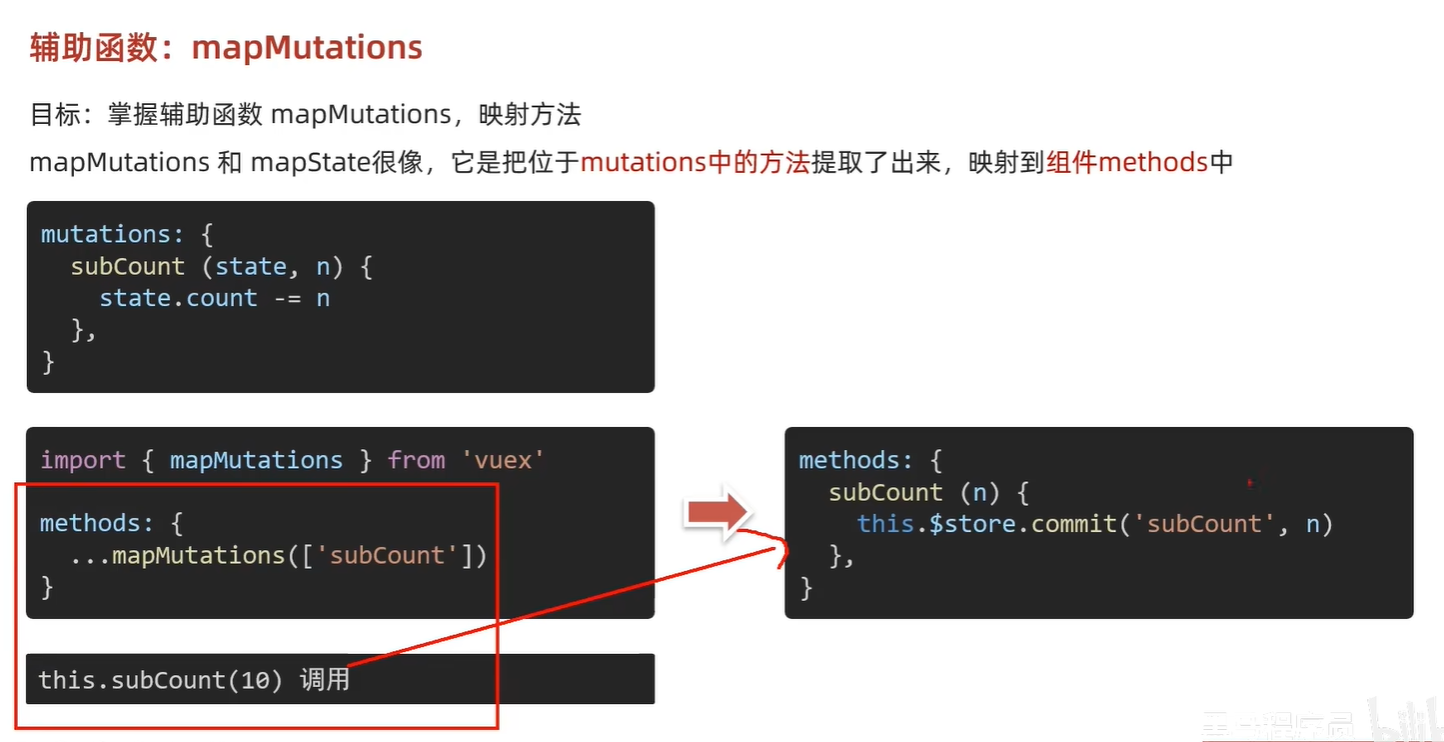 辅助函数：mapMutations
目标：掌握辅助函数 mapMutations，映射方法
mapMutations 和 mapState很像，它是把位于mutations中的方法提取了出来，映射到组件methods中
mutations: {
subCount (state, n) {
state.count -= n
},
}
import { mapMutations } from 'vuex'
methods: {
...mapMutations(['subCount'])
}
this.subCount(10) 调用
methods: {
subCount (n) {
this.$store.commit('subCount', n)
},
}